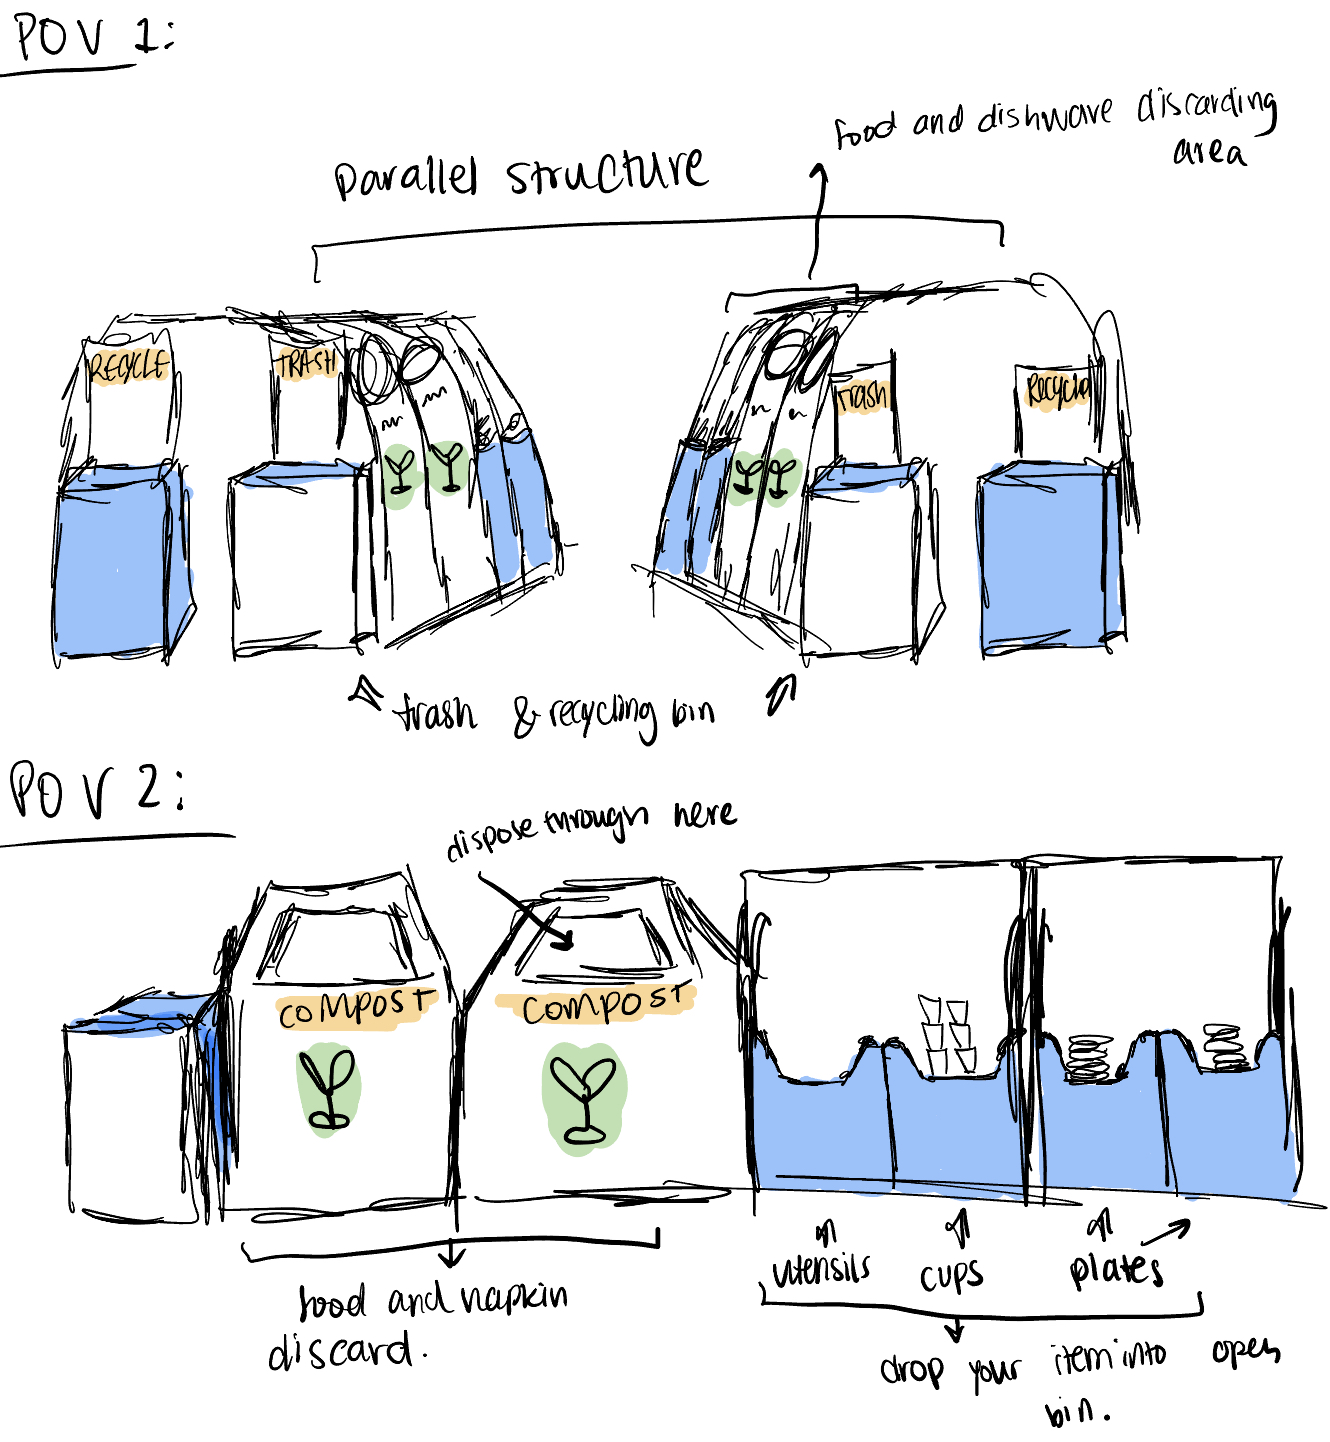 POV 1:
food and dishware discarding
area
parallel structure
RECYCLE
TRASH
trash
Recycle
trash & recycling bin
POV 2:
dispose through here
COMPOST
COMPOST
utensils
cups
plates
food and napkin
discard.
drop your item into open
bin.